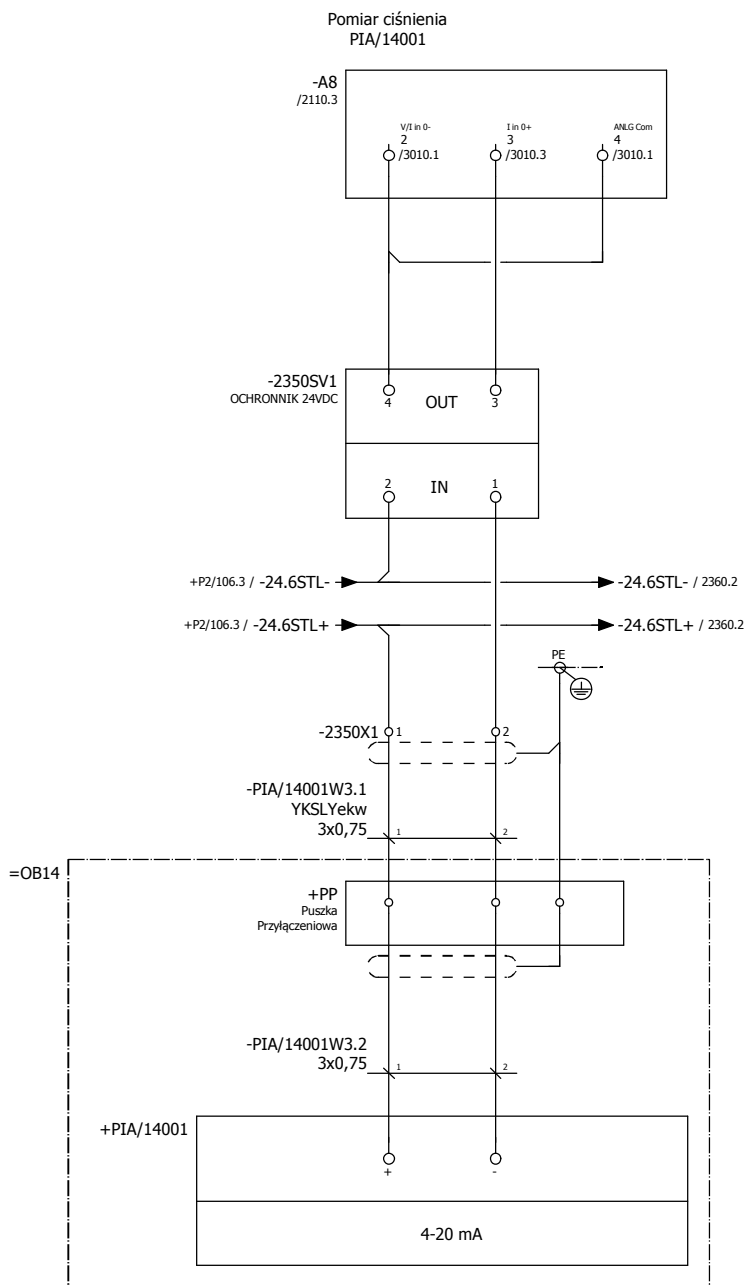 Pomiar ciśnienia
PIA/14001
-A8
/2110.3
V/I in 0-
2
/3010.1
I in 0+
3
/3010.3
ANLG Com
4
/3010.1
-2350SV1
OCHRONNIK 24VDC
4 OUT 3
2 IN 1
+P2/106.3 / -24.6STL- -24.6STL- / 2360.2
+P2/106.3 / -24.6STL+ -24.6STL+ / 2360.2
PE
-2350X1 1 2
-PIA/14001W3.1
YKSLYekw
3x0,75 1 2
=OB14
+PP
Puszka
Przyłączeniowa
-PIA/14001W3.2
3x0,75 1 2
+PIA/14001
+ -
4-20 mA